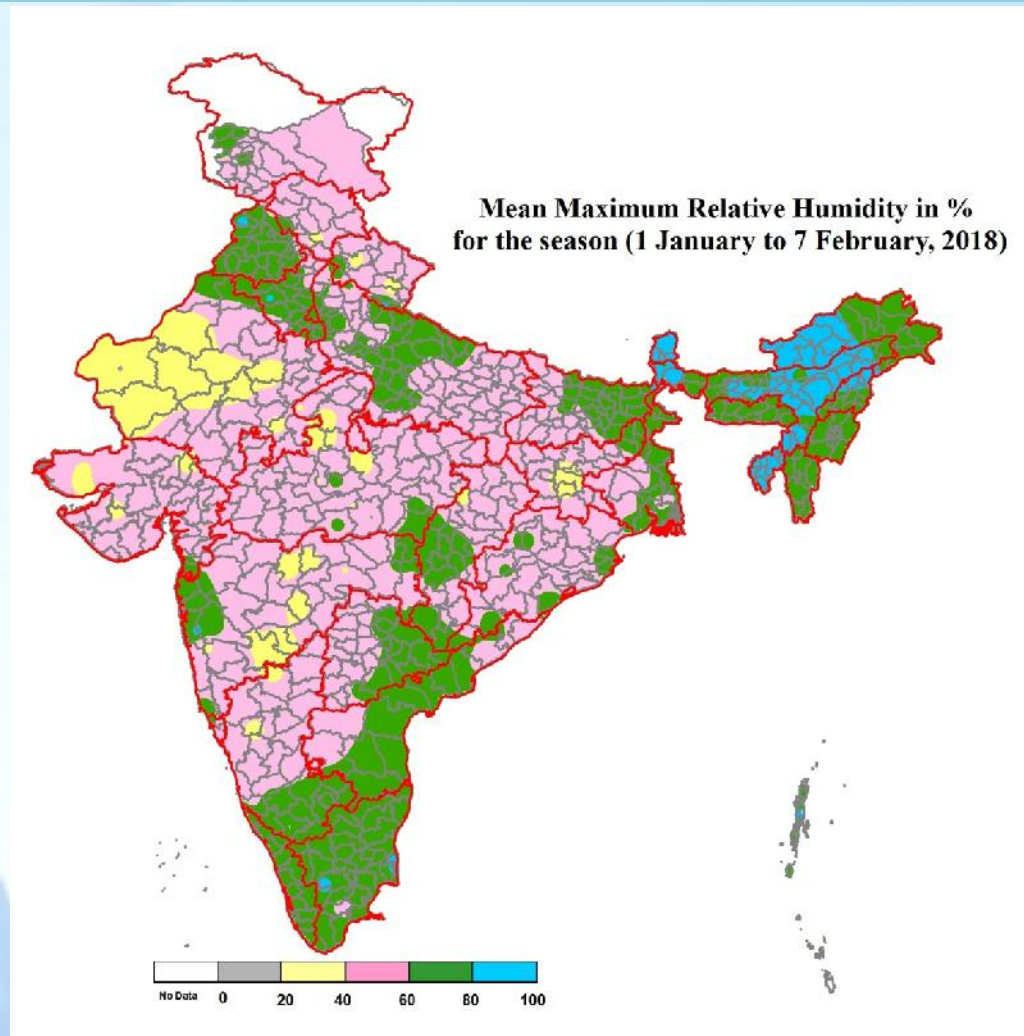 Mean Maximum Relative Humidity in %
for the season (1 January to 7 February, 2018)
No Data 0 20 40 60 80 100